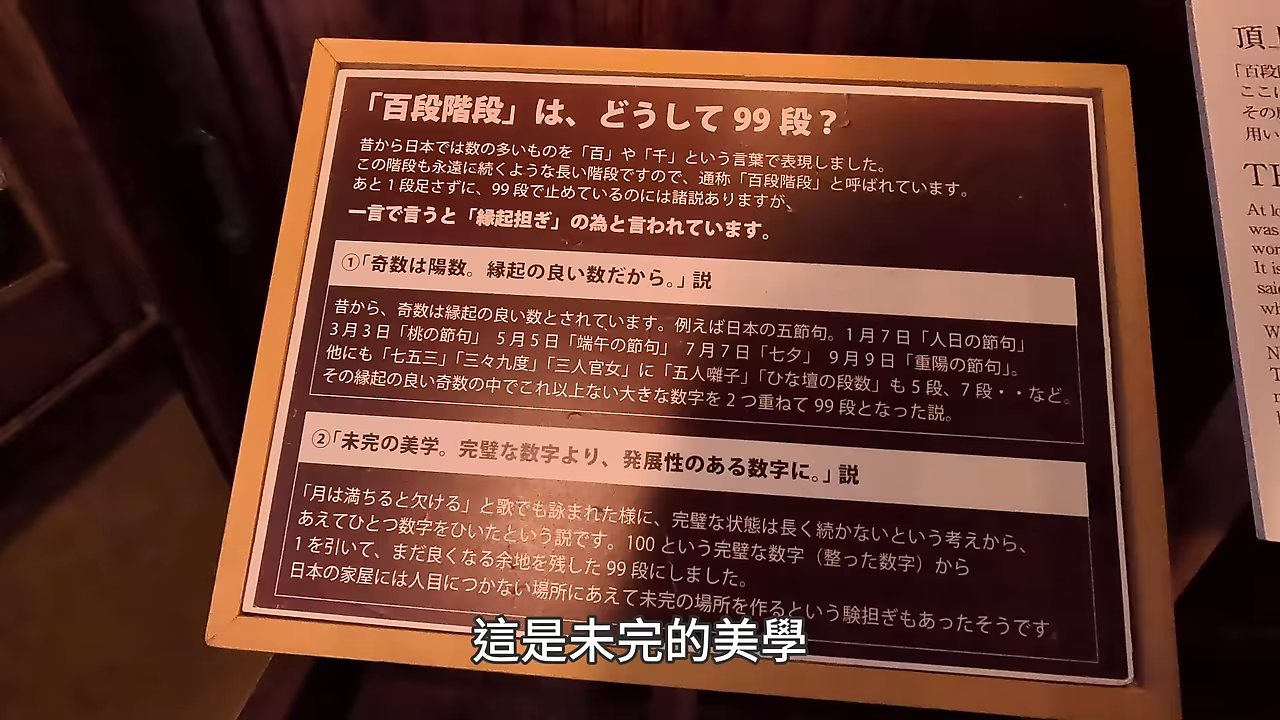 「百段階段」は、どうして 99 段？
昔から日本では数の多いものを「百」や「千」という言葉で表現しました。
この階段も永遠に続くような長い階段ですので、通称「百段階段」と呼ばれています。
あと1段足さずに、99段で止めているのには諸説ありますが、
一言で言うと「縁起担ぎ」の為と言われています。
①「奇数は陽数。縁起の良い数だから。」説
昔から、奇数は縁起の良い数とされています。例えば日本の五節句。1月7日「人日の節句」
3月3日「桃の節句」 5月5日「端午の節句」 7月7日「七夕」 9月9日「重陽の節句」。
他にも「七五三」「三々九度」「三人官女」に「五人囃子」「ひな壇の段数」も5段、7段・・など。
その縁起の良い奇数の中でこれ以上ない大きな数字を2つ重ねて99段となった説。
②「未完の美学。完璧な数字より、発展性のある数字に。」説
「月は満ちると欠ける」と歌でも詠まれた様に、完璧な状態は長く続かないという考えから、
あえてひとつ数字をひいたという説です。100という完璧な数字（整った数字）から
1を引いて、まだ良くなる余地を残した99段にしました。
日本の家屋には人目につかない場所にあえて未完の場所を作るという験担ぎもあったそうです。
這是未完的美學
頂
「百段
ここ
その
用い
At
was
It
said